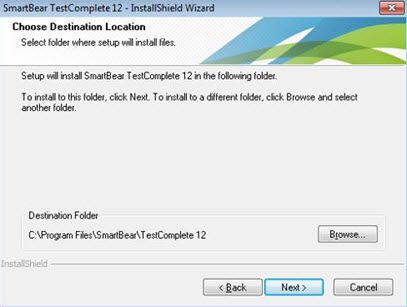 SmartBear TestComplete 12 - InstallShield Wizard
Choose Destination Location
Select folder where setup will install files.
Setup will install SmartBear TestComplete 12 in the following folder.
To install to this folder, click Next. To install to a different folder, click Browse and select
another folder.
Destination Folder
C:\Program Files\SmartBear\TestComplete 12
Browse...
InstallShield
< Back
Next >
Cancel